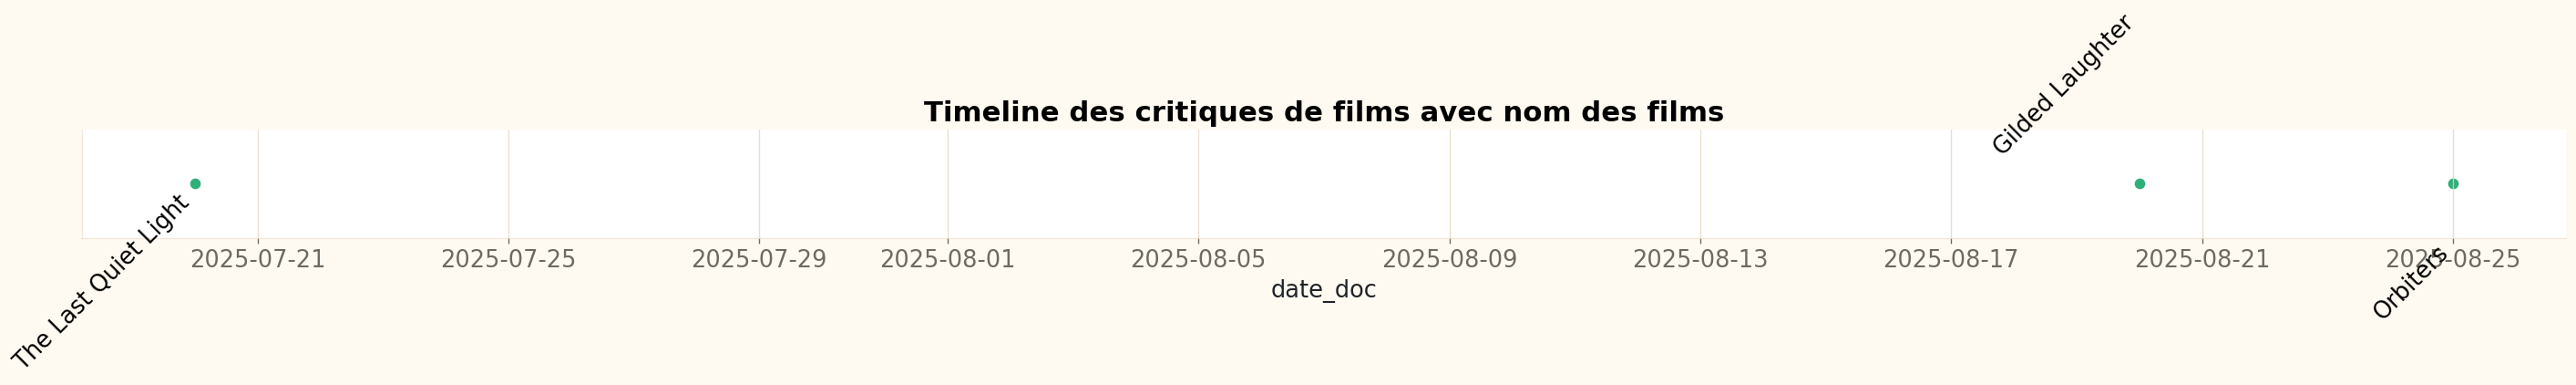 Gilded Laughter
Timeline des critiques de films avec nom des films
The Last Quiet Light
2025-07-21 2025-07-25 2025-07-29 2025-08-01 2025-08-05 2025-08-09 2025-08-13 2025-08-17 2025-08-21 2025-08-25
Orbiters
date_doc